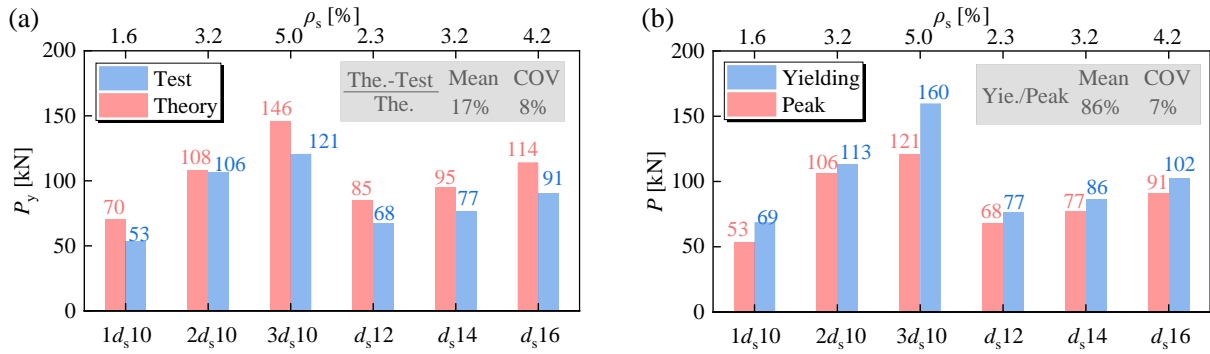 (a)
ρs [%]
1.6 3.2 5.0 2.3 3.2 4.2
Py [kN]
200
150
100
50
0
Test
Theory
The.-Test Mean COV
The. 17% 8%
70 53 108 106 146 121 85 68 95 77 114 91
1ds10 2ds10 3ds10 ds12 ds14 ds16
(b)
ρs [%]
1.6 3.2 5.0 2.3 3.2 4.2
P [kN]
200
150
100
50
0
Yielding
Peak
Mean COV
Yie./Peak 86% 7%
53 69 106 113 121 160 68 77 77 86 91 102
1ds10 2ds10 3ds10 ds12 ds14 ds16